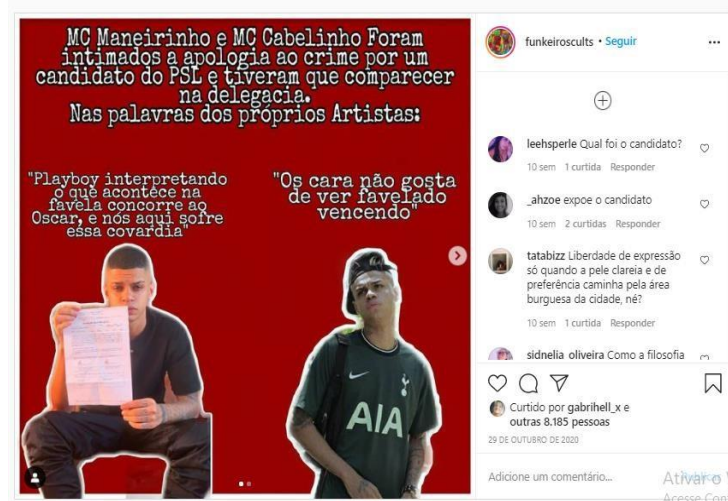 MC Maneirinho e MC Cabelinho Foram
intimados a apologia ao crime por um
candidato do PSL e tiveram que comparecer
na delegacia.
Nas palavras dos próprios Artistas:
"Playboy interpretando
o que acontece na
favela concorre ao
Oscar, e nós aqui sofre
essa covardia"
"Os cara não gosta
de ver favelado
vencendo"
AIA
funkeiroscults • Seguir
leehsperle Qual foi o candidato?
10 sem 1 curtida Responder
_ahzoe expoe o candidato
10 sem 2 curtidas Responder
tatabizz Liberdade de expressão
só quando a pele clareia e de
preferência caminha pela área
burguesa da cidade, né?
10 sem 1 curtida Responder
sidnelia_oliveira Como a filosofia
Curtido por gabrihell_x e
outras 8.185 pessoas
29 DE OUTUBRO DE 2020
Adicione um comentário...
Publicar
Ativar o